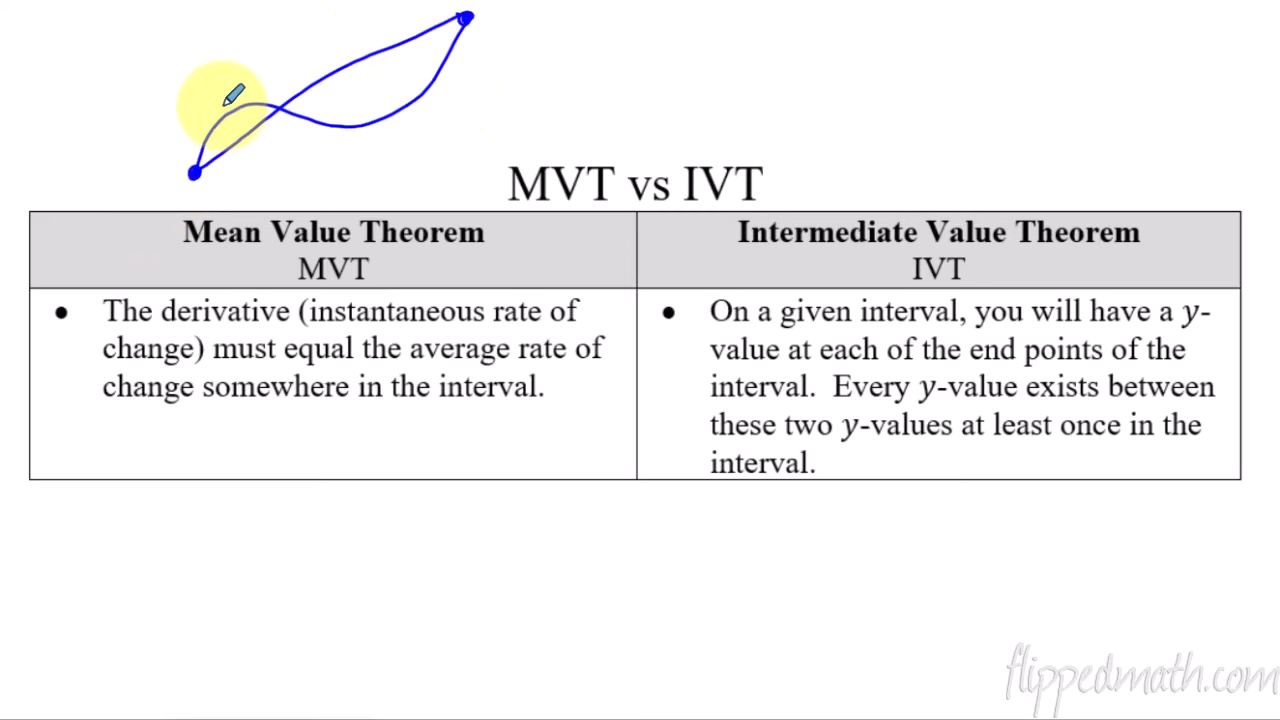 MVT vs IVT
Mean Value Theorem
MVT
Intermediate Value Theorem
IVT
• The derivative (instantaneous rate of
change) must equal the average rate of
change somewhere in the interval.
• On a given interval, you will have a y-
value at each of the end points of the
interval. Every y-value exists between
these two y-values at least once in the
interval.
flippedmath.com